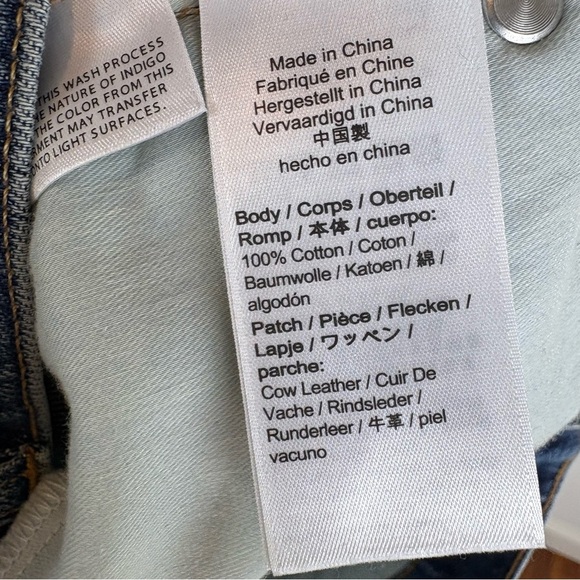 THIS WASH PROCESS
THE NATURE OF INDIGO
THE COLOR FROM THIS
MENT MAY TRANSFER
ONTO LIGHT SURFACES.
Made in China
Fabriqué en Chine
Hergestellt in China
Vervaardigd in China
中国製
hecho en china
Body / Corps / Oberteil /
Romp / 本体 / cuerpo:
100% Cotton / Coton /
Baumwolle / Katoen / 綿 /
algodón
Patch / Pièce / Flecken /
Lapje / ワッペン /
parche:
Cow Leather / Cuir De
Vache / Rindsleder /
Runderleer / 牛革 / piel
vacuno